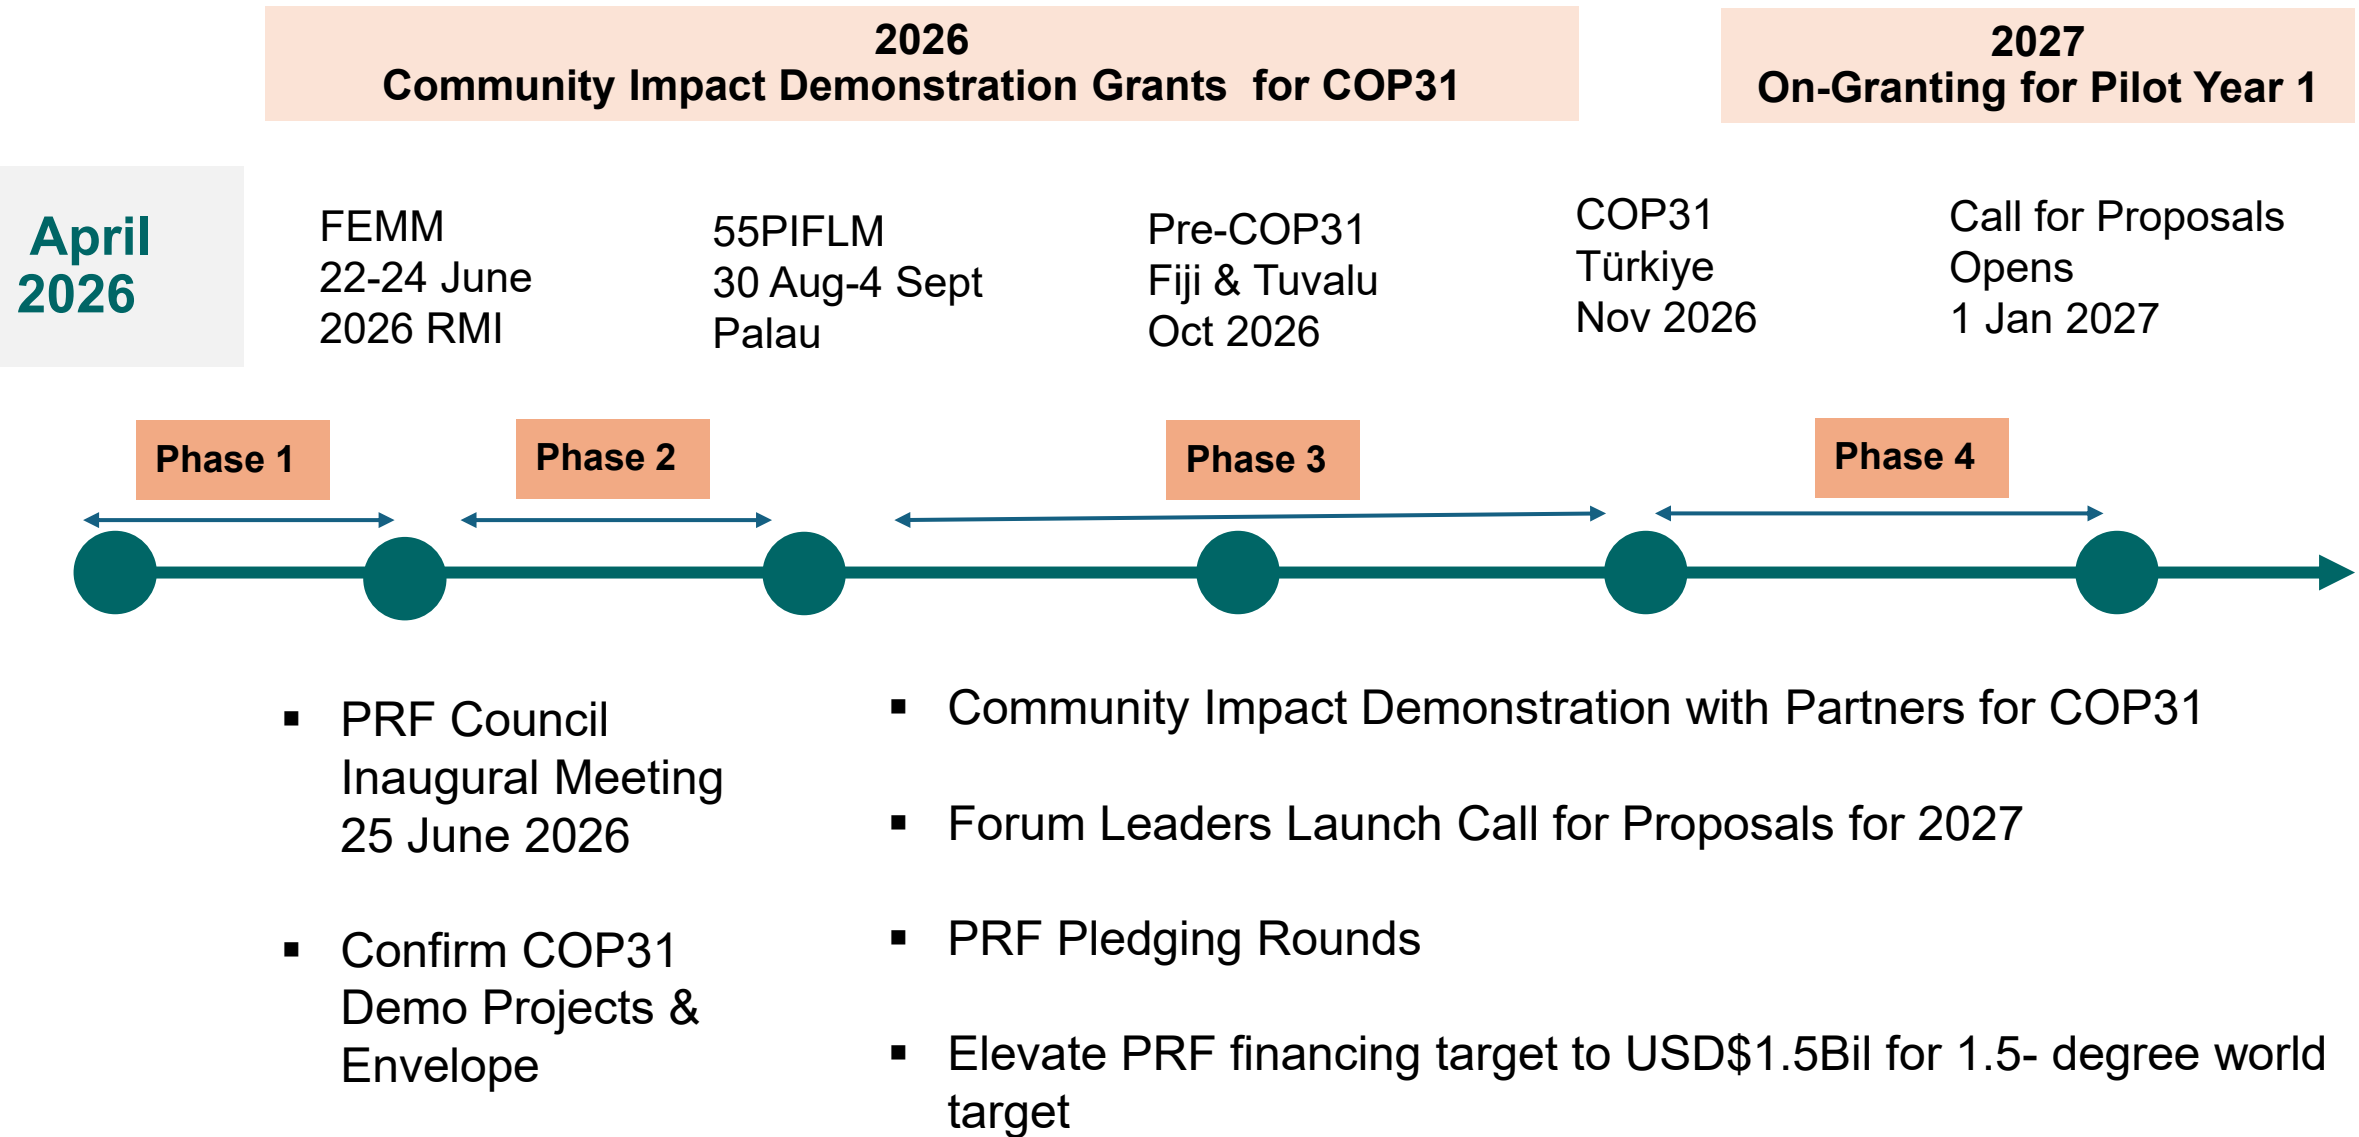 2026
Community Impact Demonstration Grants for COP31
2027
On-Granting for Pilot Year 1
April
2026
FEMM
22-24 June
2026 RMI
55PIFLM
30 Aug-4 Sept
Palau
Pre-COP31
Fiji & Tuvalu
Oct 2026
COP31
Türkiye
Nov 2026
Call for Proposals
Opens
1 Jan 2027
Phase 1
Phase 2
Phase 3
Phase 4
▪ PRF Council
Inaugural Meeting
25 June 2026
▪ Confirm COP31
Demo Projects &
Envelope
▪ Community Impact Demonstration with Partners for COP31
▪ Forum Leaders Launch Call for Proposals for 2027
▪ PRF Pledging Rounds
▪ Elevate PRF financing target to USD$1.5Bil for 1.5- degree world
target